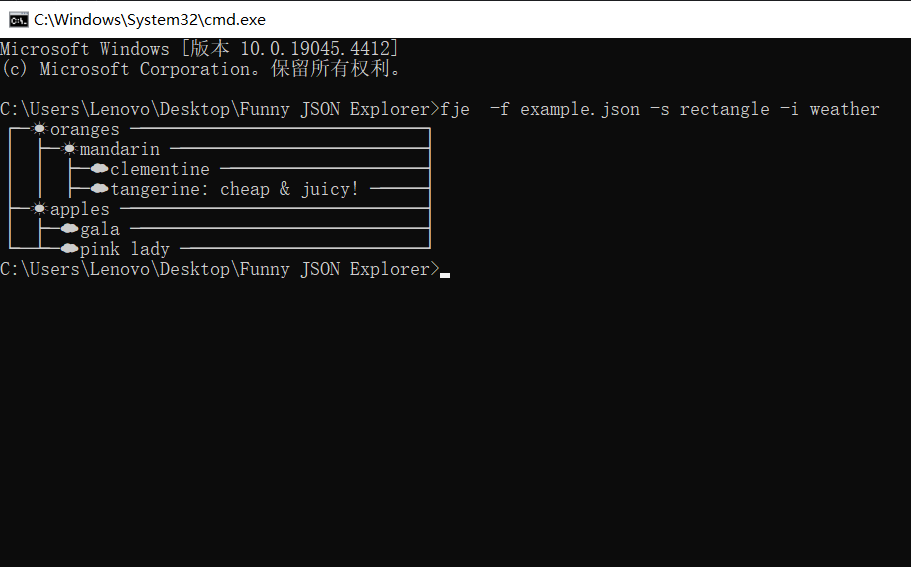 C:\Windows\System32\cmd.exe
Microsoft Windows [版本 10.0.19045.4412]
(c) Microsoft Corporation。保留所有权利。
C:\Users\Lenovo\Desktop\Funny JSON Explorer>fje  -f example.json -s rectangle -i weather
┌─☀oranges ──────────────────────────────┐
│  ├─☀mandarin ──────────────────────────┤
│  │  ├─☁clementine ─────────────────────┤
│  │  ├─☁tangerine: cheap & juicy! ──────┤
├─☀apples ───────────────────────────────┤
│  ├─☁gala ──────────────────────────────┤
└──┴─☁pink lady ─────────────────────────┘
C:\Users\Lenovo\Desktop\Funny JSON Explorer>